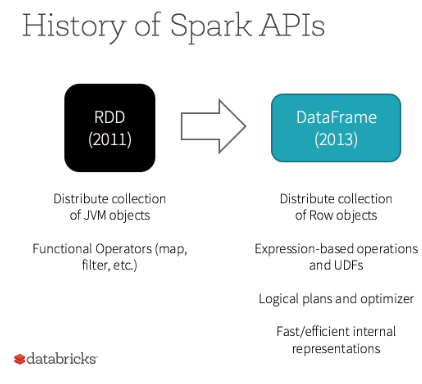 History of Spark APIs
RDD
(2011)
DataFrame
(2013)
Distribute collection
of JVM objects
Functional Operators (map,
filter, etc.)
Distribute collection
of Row objects
Expression-based operations
and UDFs
Logical plans and optimizer
Fast/efficient internal
representations
databricks